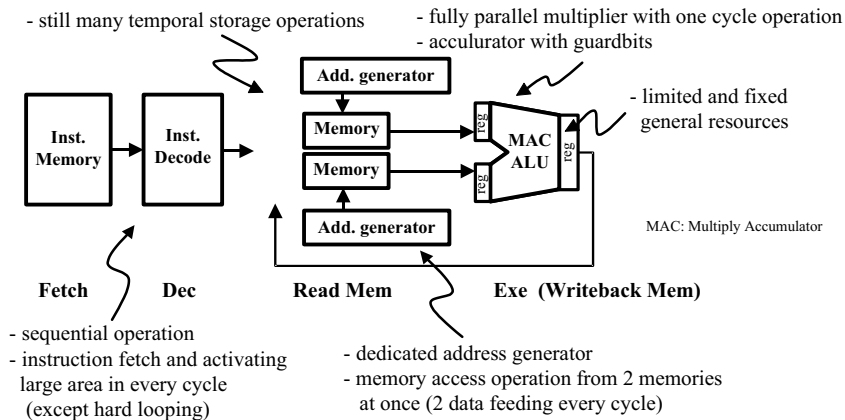 - still many temporal storage operations
- fully parallel multiplier with one cycle operation
- acculurator with guardbits
Add. generator
- limited and fixed
general resources
Inst.
Memory
Inst.
Decode
Memory
Memory
reg
reg
MAC
ALU
reg
Add. generator
MAC: Multiply Accumulator
Fetch
Dec
Read Mem
Exe (Writeback Mem)
- sequential operation
- instruction fetch and activating
large area in every cycle
(except hard looping)
- dedicated address generator
- memory access operation from 2 memories
at once (2 data feeding every cycle)